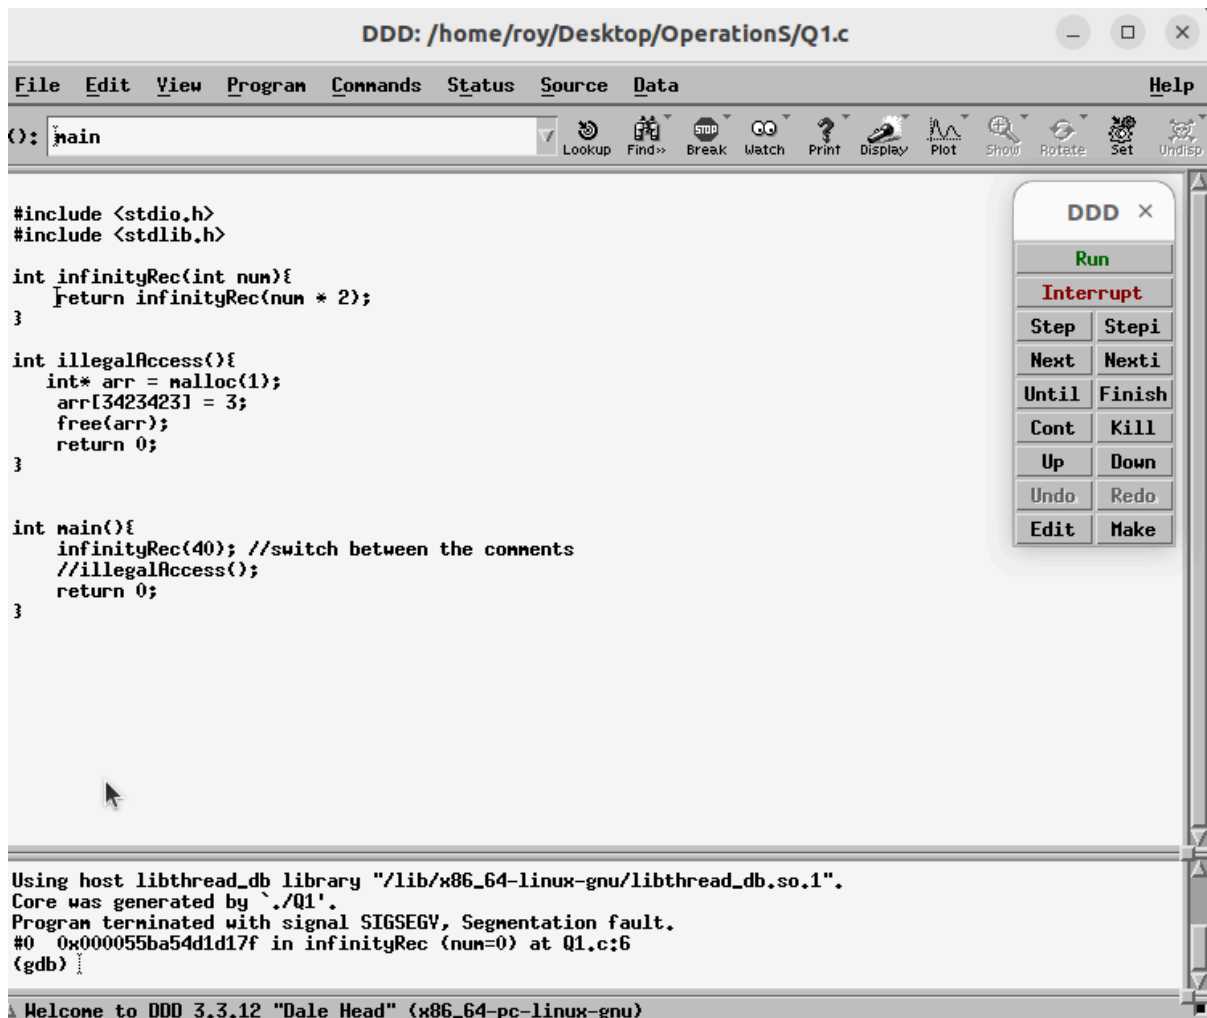 DDD: /home/roy/Desktop/OperationS/Q1.c
File Edit View Program Commands Status Source Data Help
(): main
Lookup Find» Break Watch Print Display Plot Show Rotate Set Undisp
#include <stdio.h>
#include <stdlib.h>
int infinityRec(int num){
return infinityRec(num * 2);
}
int illegalAccess(){
int* arr = malloc(1);
arr[3423423] = 3;
free(arr);
return 0;
}
int main(){
infinityRec(40); //switch between the comments
//illegalAccess();
return 0;
}
DDD
Run
Interrupt
Step Stepi
Next Nexti
Until Finish
Cont Kill
Up Down
Undo Redo
Edit Make
Using host libthread_db library "/lib/x86_64-linux-gnu/libthread_db.so.1".
Core was generated by `./Q1'.
Program terminated with signal SIGSEGV, Segmentation fault.
#0 0x000055ba54d1d17f in infinityRec (num=0) at Q1.c:6
(gdb)
Welcome to DDD 3.3.12 "Dale Head" (x86_64-pc-linux-gnu)